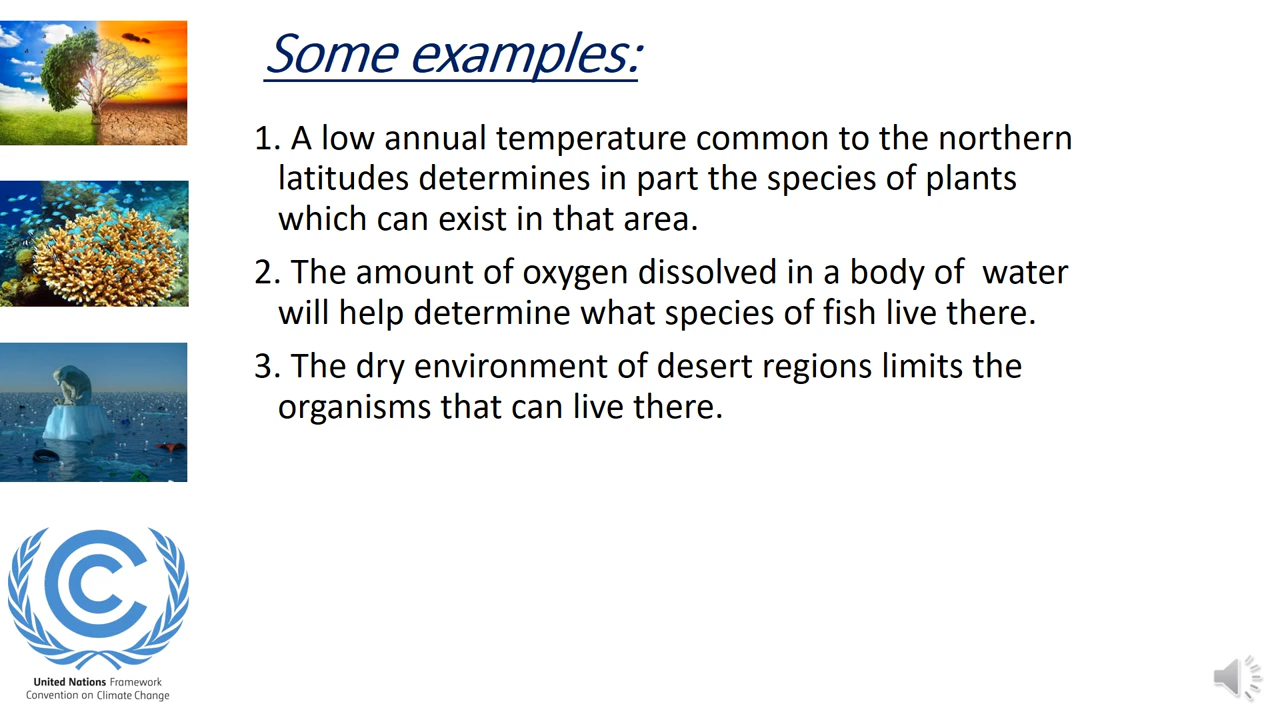 Some examples:
1. A low annual temperature common to the northern
latitudes determines in part the species of plants
which can exist in that area.
2. The amount of oxygen dissolved in a body of  water
will help determine what species of fish live there.
3. The dry environment of desert regions limits the
organisms that can live there.
United Nations Framework
Convention on Climate Change